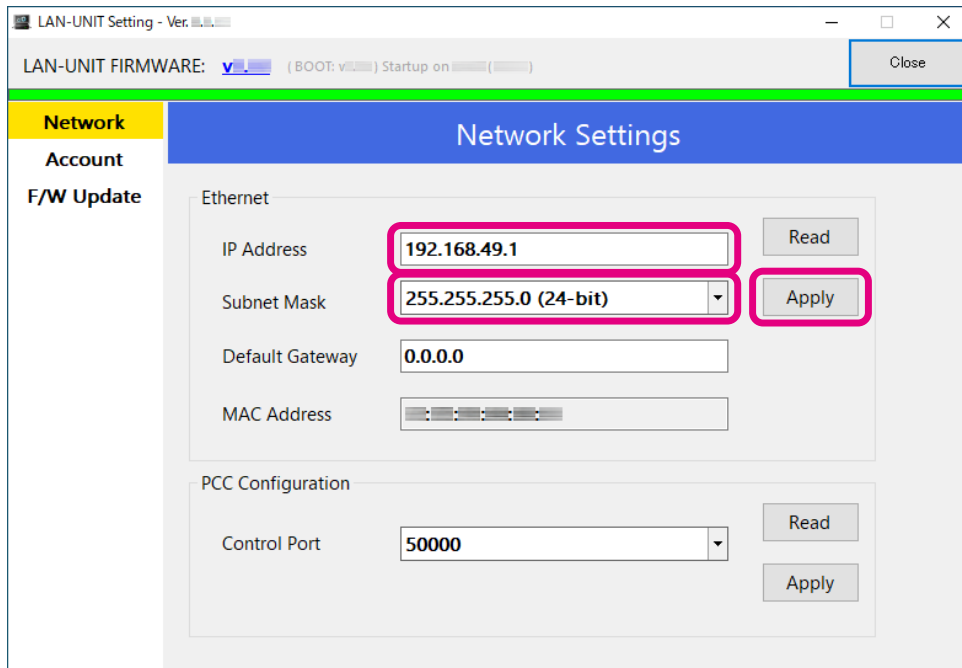 LAN-UNIT Setting - Ver.
LAN-UNIT FIRMWARE: v ( BOOT: v ) Startup on ( )
Close
Network
Account
F/W Update
Network Settings
Ethernet
IP Address
192.168.49.1
Read
Subnet Mask
255.255.255.0 (24-bit)
Apply
Default Gateway
0.0.0.0
MAC Address
PCC Configuration
Control Port
50000
Read
Apply